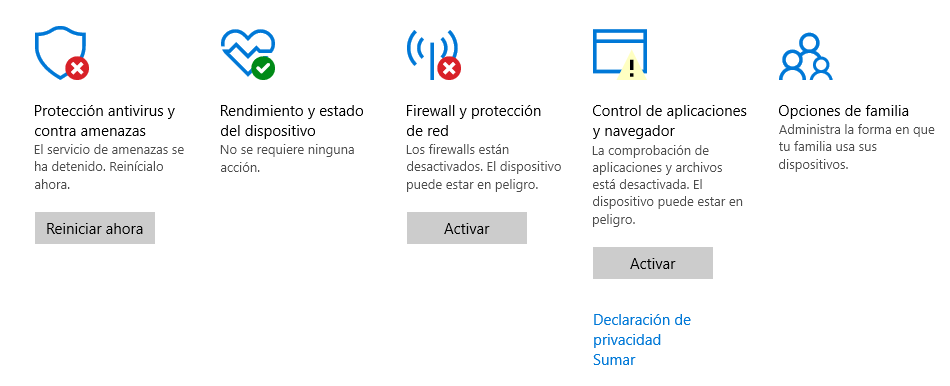 Protección antivirus y
contra amenazas
El servicio de amenazas se
ha detenido. Reinícialo
ahora.
Reiniciar ahora
Rendimiento y estado
del dispositivo
No se requiere ninguna
acción.
Firewall y protección
de red
Los firewalls están
desactivados. El dispositivo
puede estar en peligro.
Activar
Control de aplicaciones
y navegador
La comprobación de
aplicaciones y archivos
está desactivada. El
dispositivo puede estar en
peligro.
Activar
Declaración de
privacidad
Sumar
Opciones de familia
Administra la forma en que
tu familia usa sus
dispositivos.